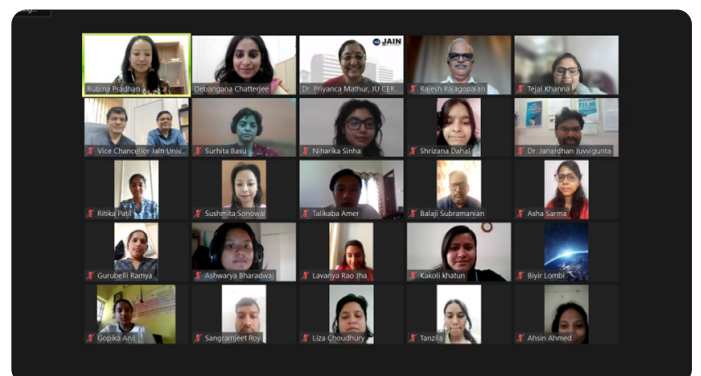 Rubina Pradhan
Debangana Chatterjee
JAIN
Dr. Priyanca Mathur, JU CER...
Rajesh Rajagopalan
Tejal Khanna
Vice Chancellor Jain Univ...
Surhita Basu
Niharika Sinha
Shrizana Dahal
Dr. Janardhan Juvvigunta
Ritika Patil
Sushmita Sonowal
Talikaba Amer
Balaji Subramanian
Asha Sarma
Gurubelli Ramya
Ashwarya Bharadwaj
Lavanya Rao Jha
Kakoli khatun
Biyir Lombi
Gopika Anil
Sangramjeet Roy
Liza Choudhury
Tanzila
Ahsin Ahmed